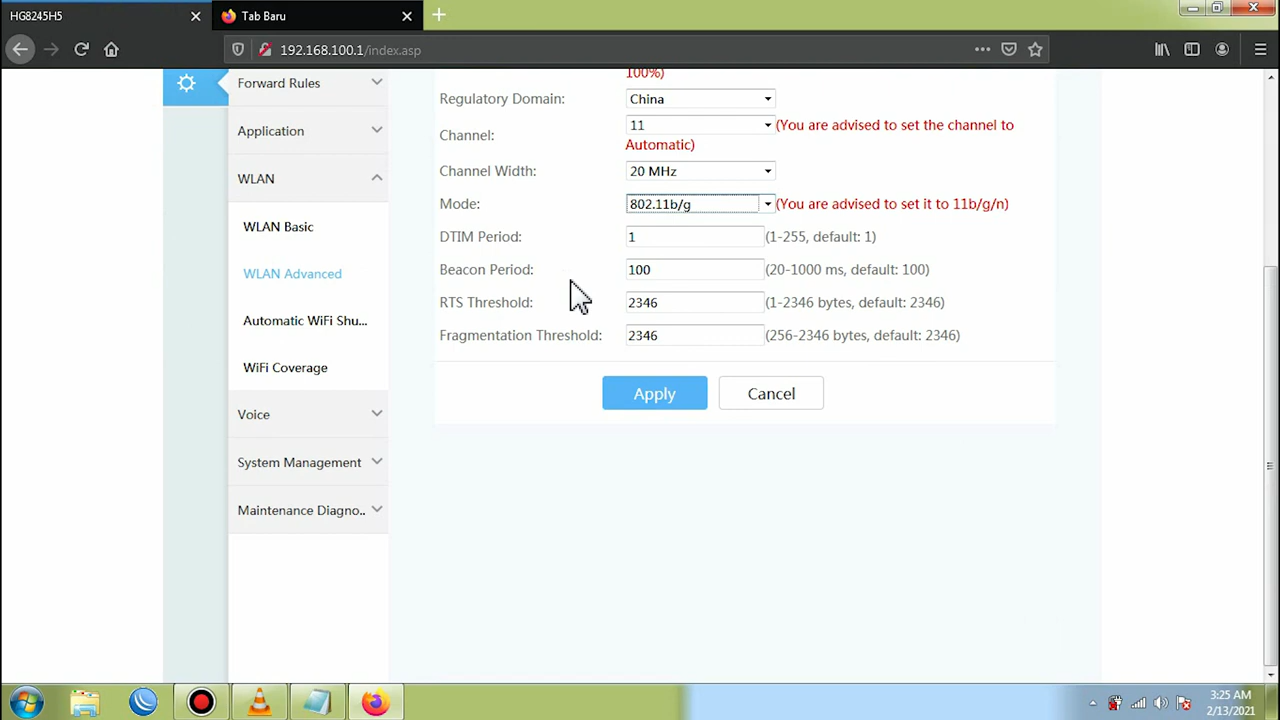 HG8245H5
Tab Baru
192.168.100.1/index.asp
Forward Rules
Application
WLAN
WLAN Basic
WLAN Advanced
Automatic WiFi Shu...
WiFi Coverage
Voice
System Management
Maintenance Diagno..
100%)
Regulatory Domain: China
Channel: 11 (You are advised to set the channel to
Automatic)
Channel Width: 20 MHz
Mode: 802.11b/g (You are advised to set it to 11b/g/n)
DTIM Period: 1 (1-255, default: 1)
Beacon Period: 100 (20-1000 ms, default: 100)
RTS Threshold: 2346 (1-2346 bytes, default: 2346)
Fragmentation Threshold: 2346 (256-2346 bytes, default: 2346)
Apply Cancel
3:25 AM
2/13/2021